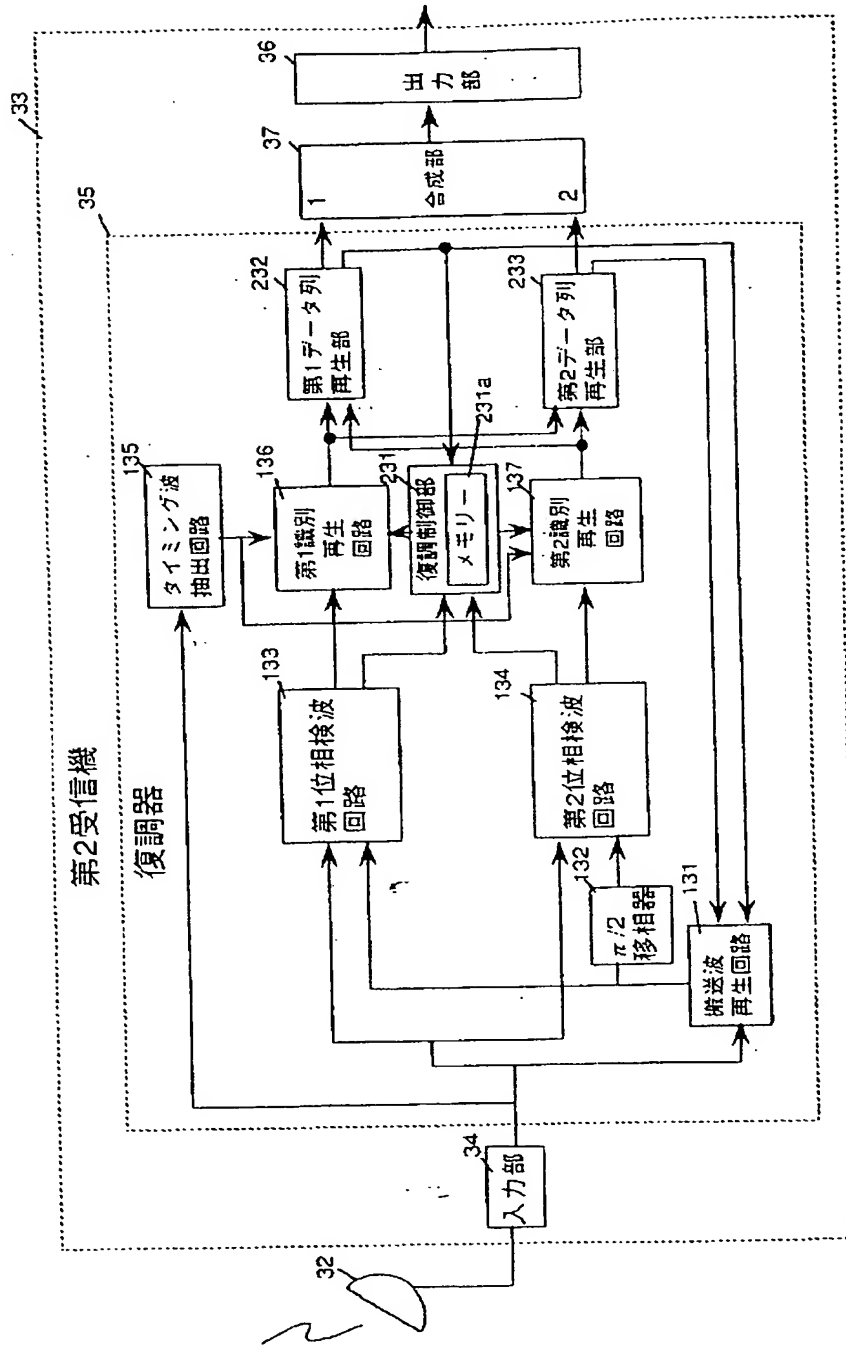 第2受信機
33
復調器
35
32
34
入力部
135
タイミング波
抽出回路
133
第1位相検波
回路
136
第1識別
再生
回路
232
第1データ列
再生部
37
1
合成部
2
36
出力部
231
復調制御部
231a
メモリー
134
第2位相検波
回路
137
第2識別
再生
回路
233
第2データ列
再生部
132
π/2
移相器
131
搬送波
再生回路